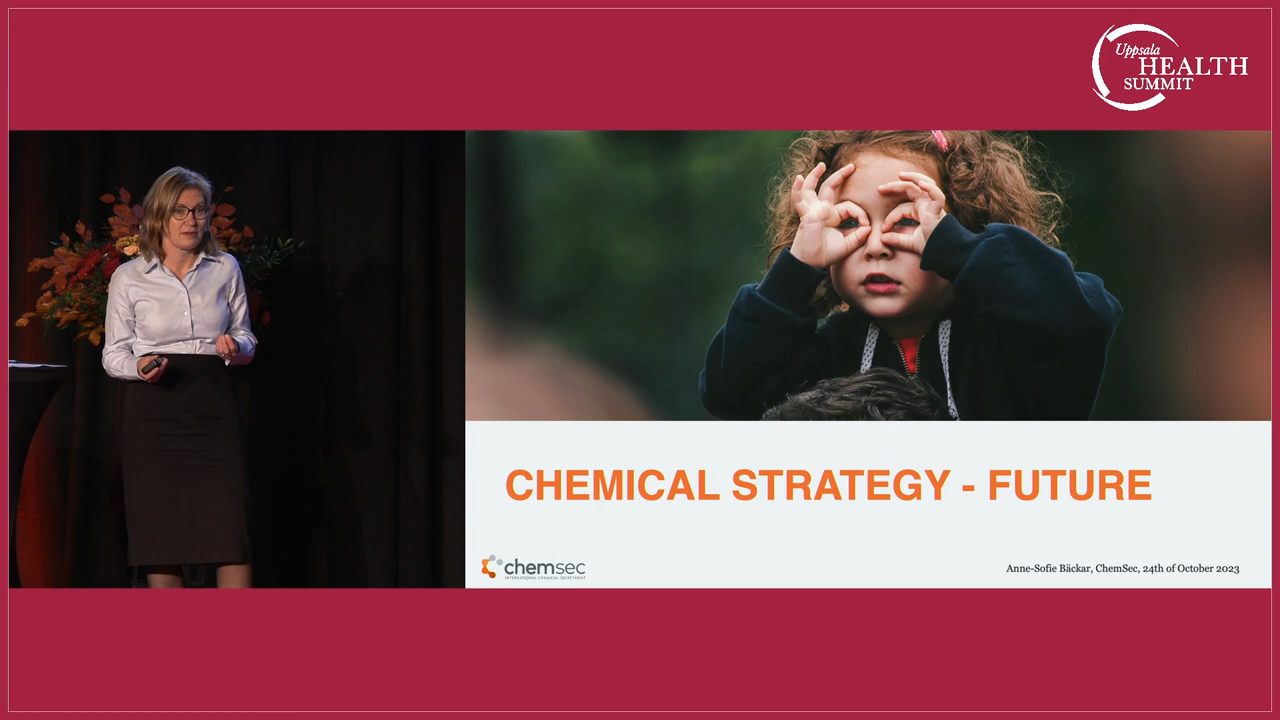 Uppsala
HEALTH
SUMMIT
CHEMICAL STRATEGY - FUTURE
chemsec
INTERNATIONAL CHEMICAL SECRETARIAT
Anne-Sofie Bäckar, ChemSec, 24th of October 2023